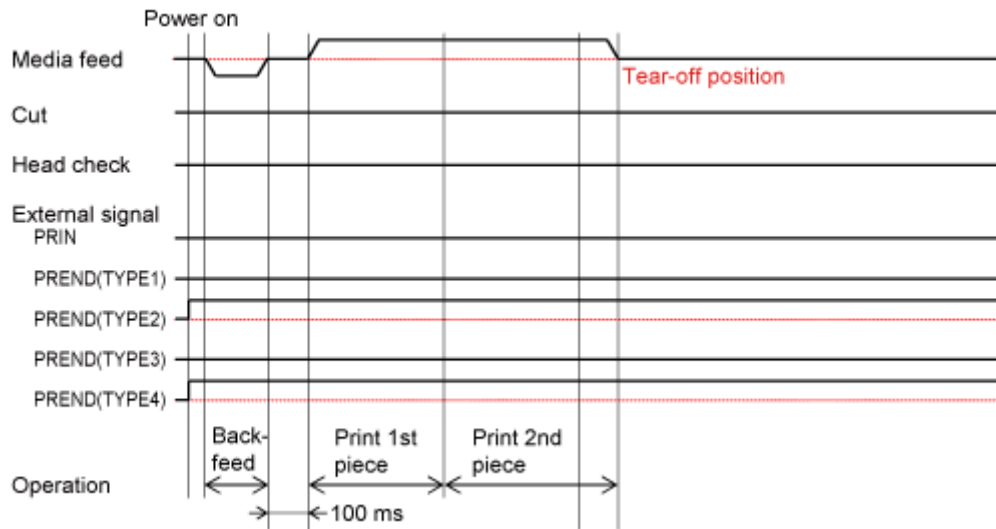 Power on
Media feed
Tear-off position
Cut
Head check
External signal
PRIN
PREND(TYPE1)
PREND(TYPE2)
PREND(TYPE3)
PREND(TYPE4)
Back-
feed
Print 1st
piece
Print 2nd
piece
Operation
100 ms